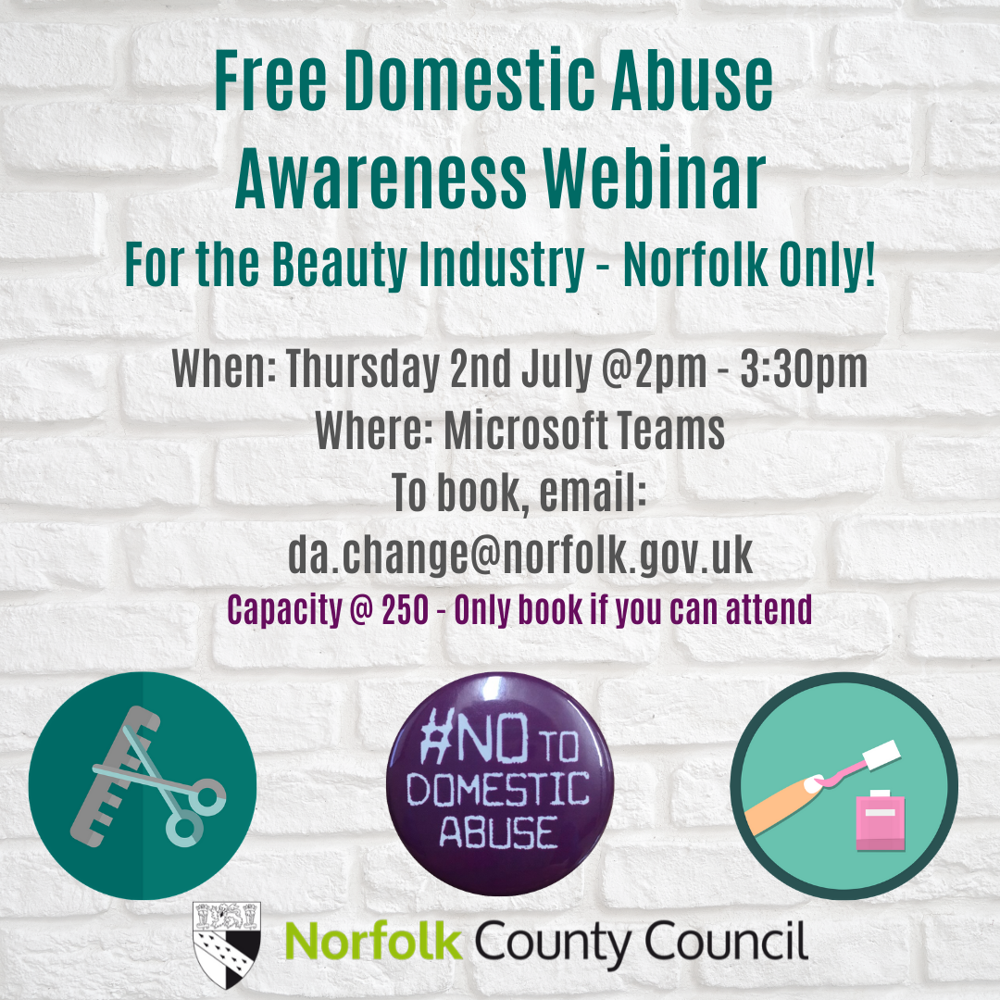 Free Domestic Abuse
Awareness Webinar
For the Beauty Industry - Norfolk Only!
When: Thursday 2nd July @2pm - 3:30pm
Where: Microsoft Teams
To book, email:
da.change@norfolk.gov.uk
Capacity @ 250 - Only book if you can attend
#NO TO
DOMESTIC
ABUSE
Norfolk County Council